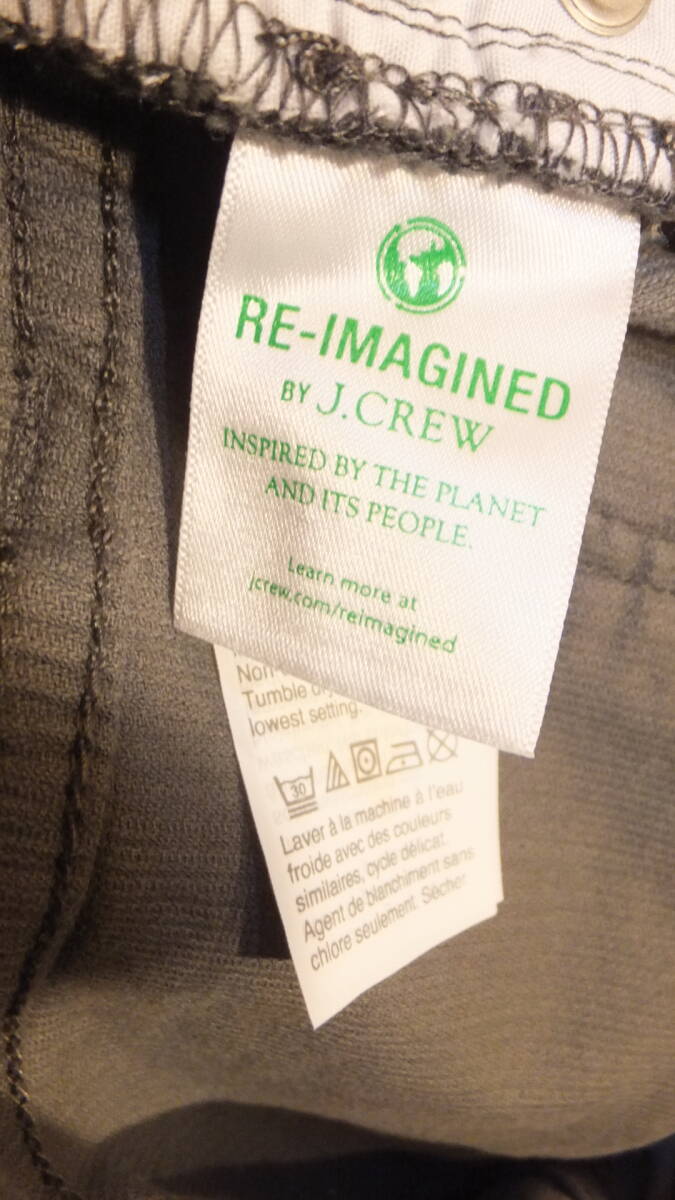 RE-IMAGINED
BY J.CREW
INSPIRED BY THE PLANET
AND ITS PEOPLE.
Learn more at
jcrew.com/reimagined
Tumble
lowest setting.
30
Laver à la machine à l'eau
froide avec des couleurs
similaires, cycle délicat.
Agent de blanchiment sans
chlore seulement. Sécher